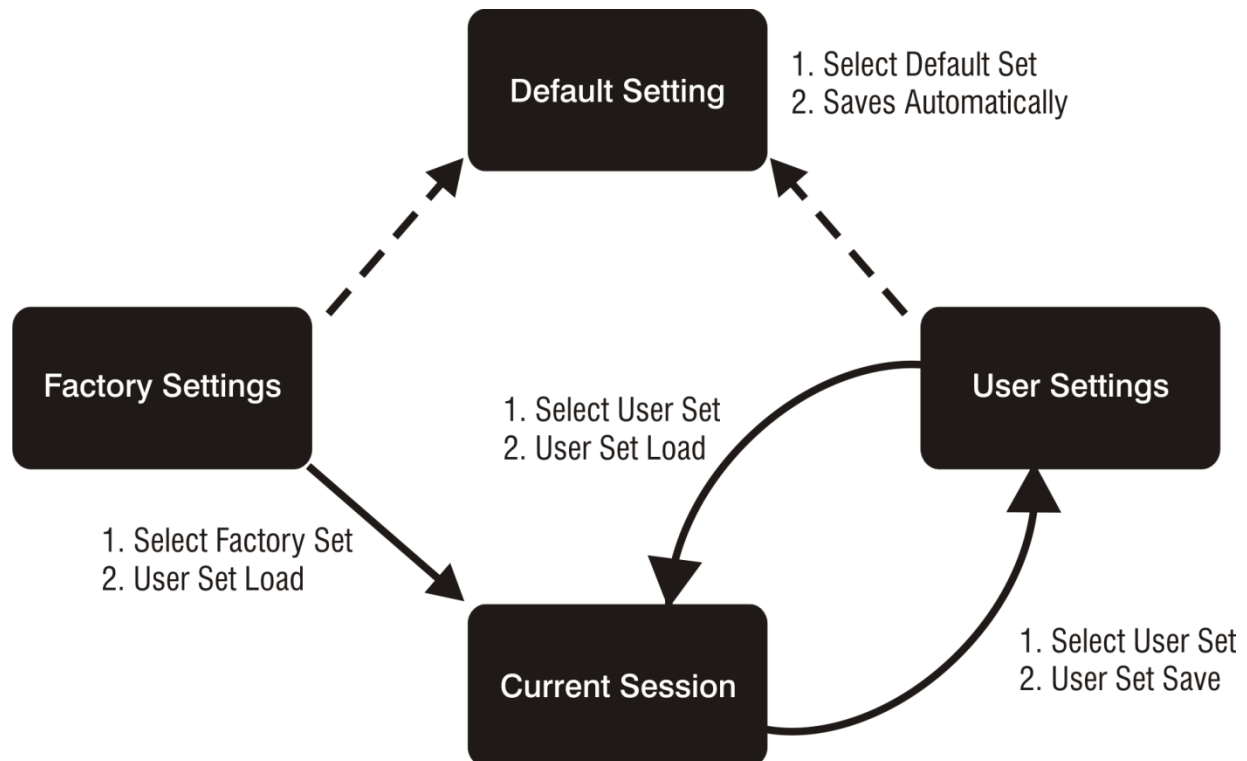 Default Setting
1. Select Default Set
2. Saves Automatically
Factory Settings
User Settings
1. Select User Set
2. User Set Load
1. Select Factory Set
2. User Set Load
Current Session
1. Select User Set
2. User Set Save